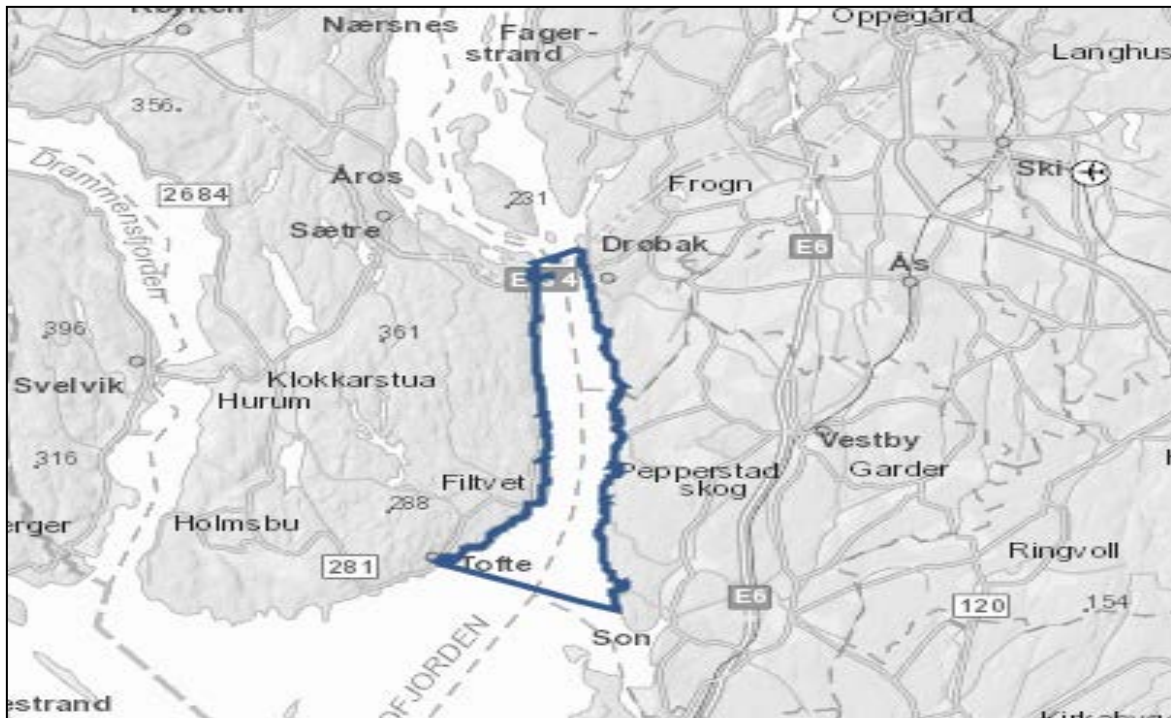 Nærsnes
Fager-
strand
Oppegård
Langhus
356
Drammensfjorden
2684
Åros
231
Frogn
Ski
Sætre
Drøbak
E6
Ås
396
361
Svelvik
Klokkarstua
Hurum
Vestby
316
Filtvet
Pepperstad
skog
Garder
288
Holmsbu
erger
281
Tofte
Ringvoll
E6
120
154
Son
OFJORDEN
estrand